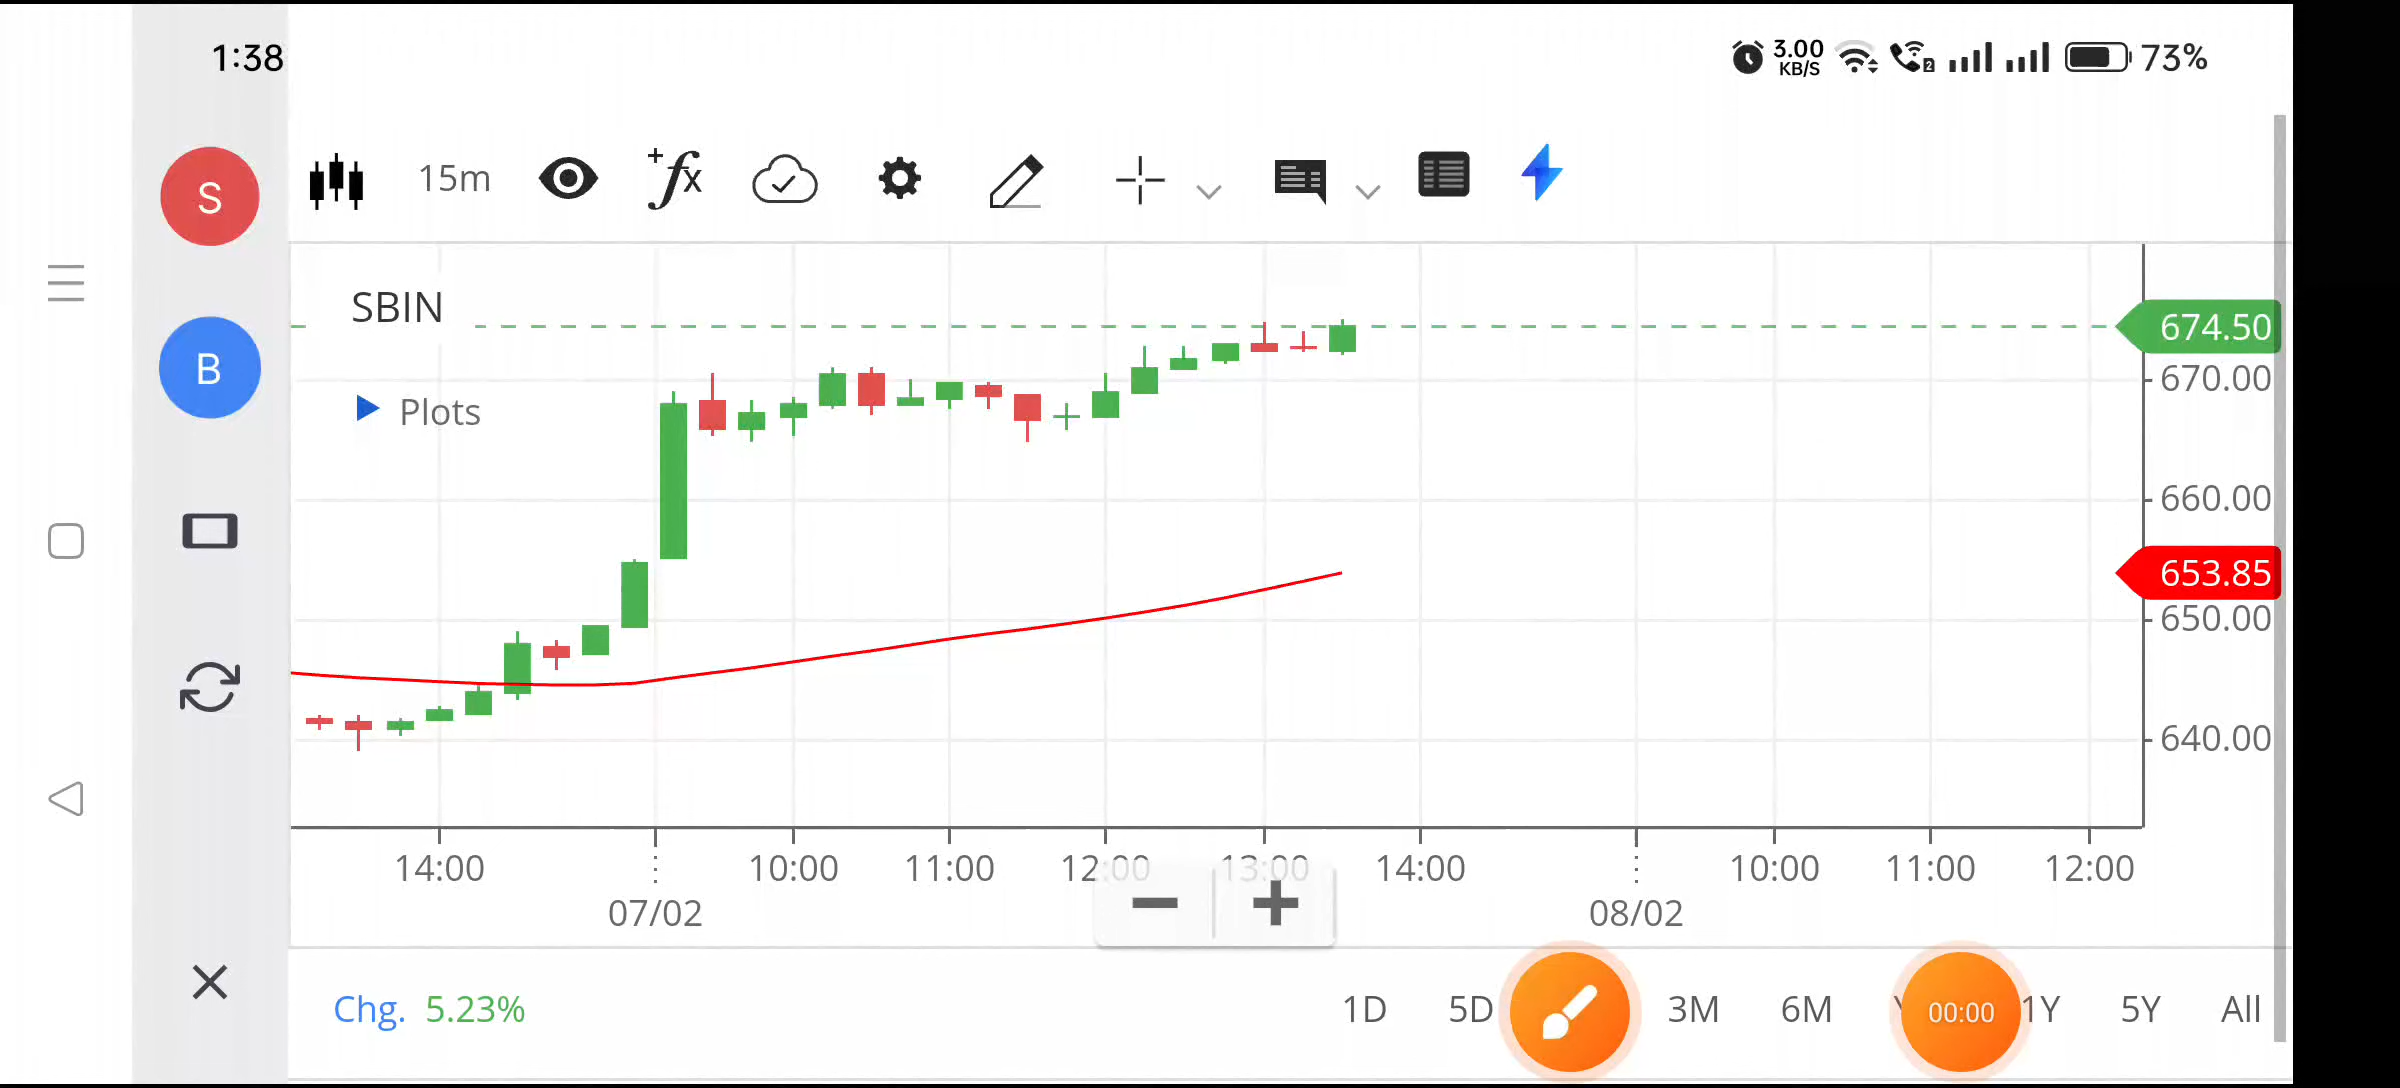 1:38
3.00
KB/S
2
73%
S
15m
+fx
SBIN
674.50
670.00
B
Plots
660.00
653.85
650.00
640.00
14:00 10:00 11:00 12:00 13:00 14:00 10:00 11:00 12:00
07/02 08/02
Chg. 5.23% 1D 5D 3M 6M 00:00 1Y 5Y All